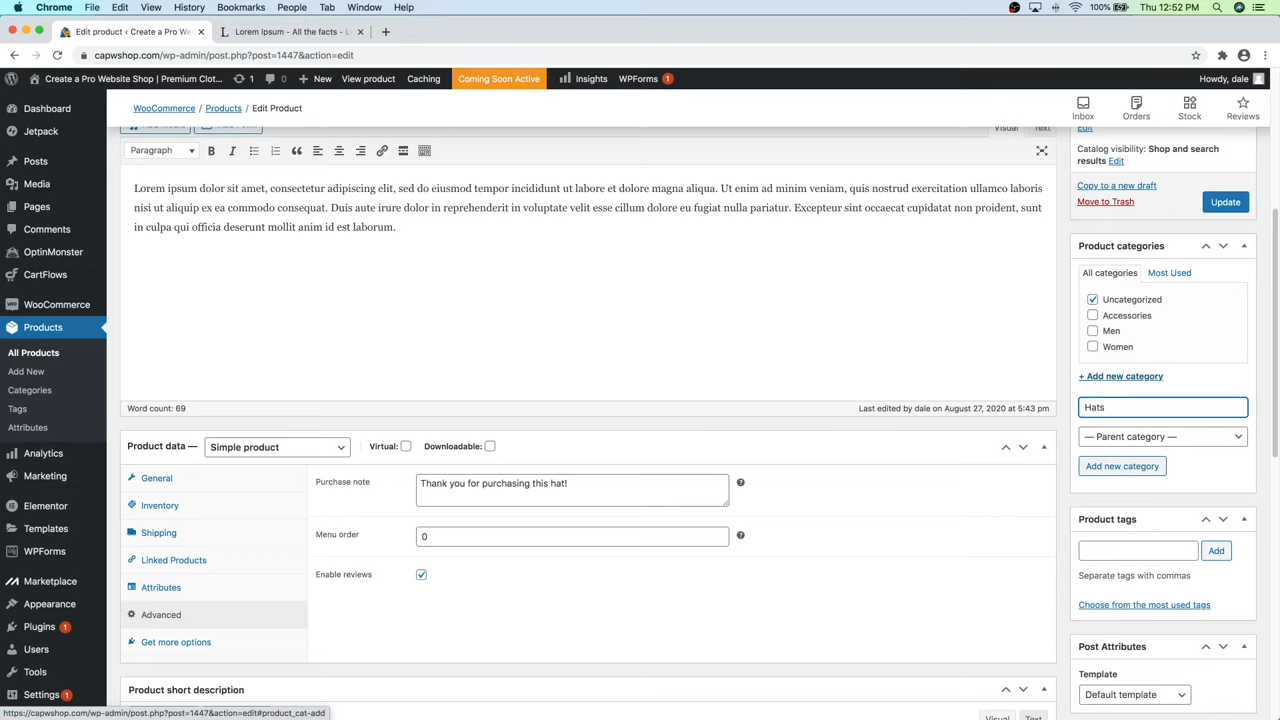 Chrome File Edit View History Bookmarks People Tab Window Help 100% Thu 12:52 PM
Edit product ‹ Create a Pro We
Lorem Ipsum - All the facts - L
capwshop.com/wp-admin/post.php?post=1447&action=edit
Create a Pro Website Shop | Premium Clot... 1 0 New View product Caching Coming Soon Active Insights WPForms 1 Howdy, dale
Dashboard
Jetpack
Posts
Media
Pages
Comments
OptinMonster
CartFlows
WooCommerce
Products
All Products
Add New
Categories
Tags
Attributes
Analytics
Marketing
Elementor
Templates
WPForms
Marketplace
Appearance
Plugins 1
Users
Tools
Settings 1
WooCommerce / Products / Edit Product
Inbox Orders Stock Reviews
Visual Text
Paragraph
Lorem ipsum dolor sit amet, consectetur adipiscing elit, sed do eiusmod tempor incididunt ut labore et dolore magna aliqua. Ut enim ad minim veniam, quis nostrud exercitation ullamco laboris
nisi ut aliquip ex ea commodo consequat. Duis aute irure dolor in reprehenderit in voluptate velit esse cillum dolore eu fugiat nulla pariatur. Excepteur sint occaecat cupidatat non proident, sunt
in culpa qui officia deserunt mollit anim id est laborum.
Word count: 69 Last edited by dale on August 27, 2020 at 5:43 pm
Product data — Simple product Virtual: Downloadable:
General
Inventory
Shipping
Linked Products
Attributes
Advanced
Get more options
Purchase note Thank you for purchasing this hat!
Menu order 0
Enable reviews
Product short description
Visual Text
Edit
Catalog visibility: Shop and search
results Edit
Copy to a new draft
Move to Trash Update
Product categories
All categories Most Used
Uncategorized
Accessories
Men
Women
+ Add new category
Hats
— Parent category —
Add new category
Product tags
Add
Separate tags with commas
Choose from the most used tags
Post Attributes
Template
Default template
https://capwshop.com/wp-admin/post.php?post=1447&action=edit#product_cat-add